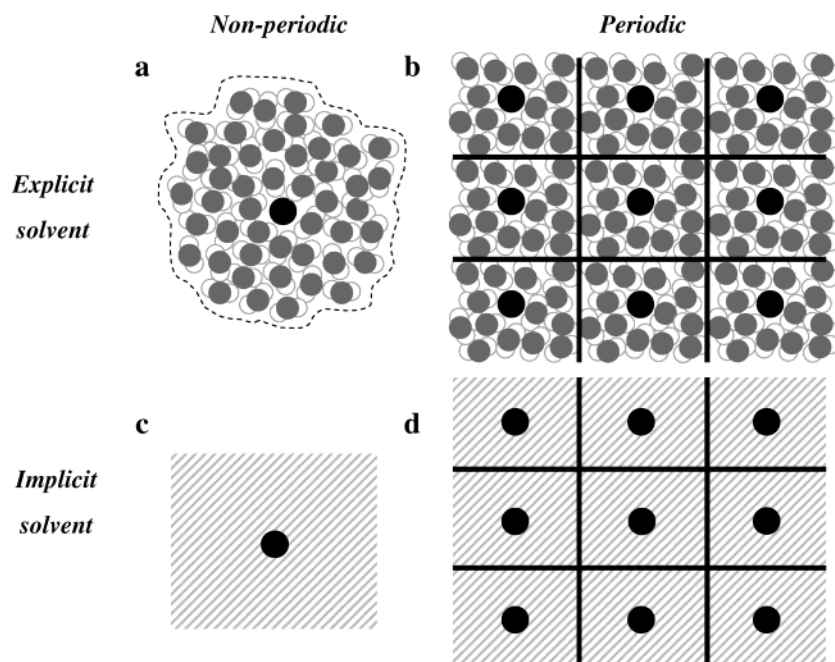 Non-periodic
Periodic
a
b
Explicit
solvent
c
d
Implicit
solvent